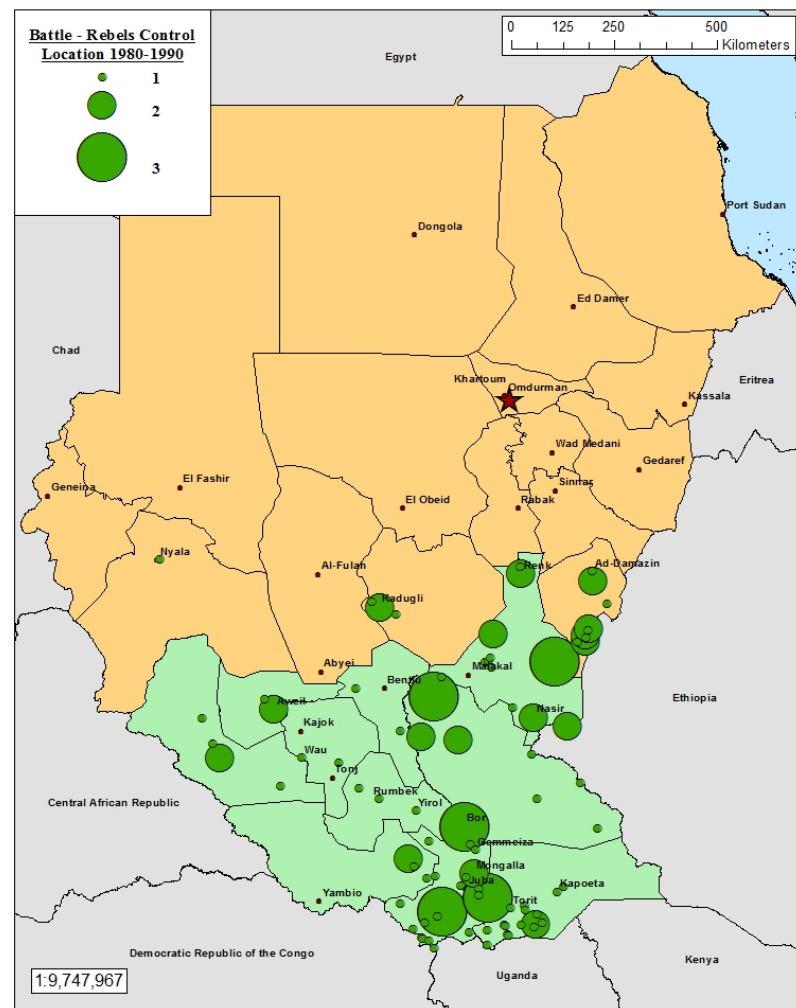 Battle - Rebels Control
Location 1980-1990
1
2
3
0 125 250 500
Kilometers
Egypt
Port Sudan
Dongola
Ed Damer
Chad
Khartoum
Omdurman
Eritrea
Kassala
Wad Medani
Gedaref
El Fashir
Geneina
Sinnar
El Obeid
Rabak
Nyala
Al-Fulah
Renk
Ad-Damazin
Kadugli
Abyei
Malakal
Bentiu
Ethiopia
Aweil
Nasir
Kajok
Wau
Tonj
Central African Republic
Rumbek
Yirol
Bor
Gemmeiza
Mongalla
Juba
Kapoeta
Yambio
Torit
Democratic Republic of the Congo
Kenya
Uganda
1:9,747,967